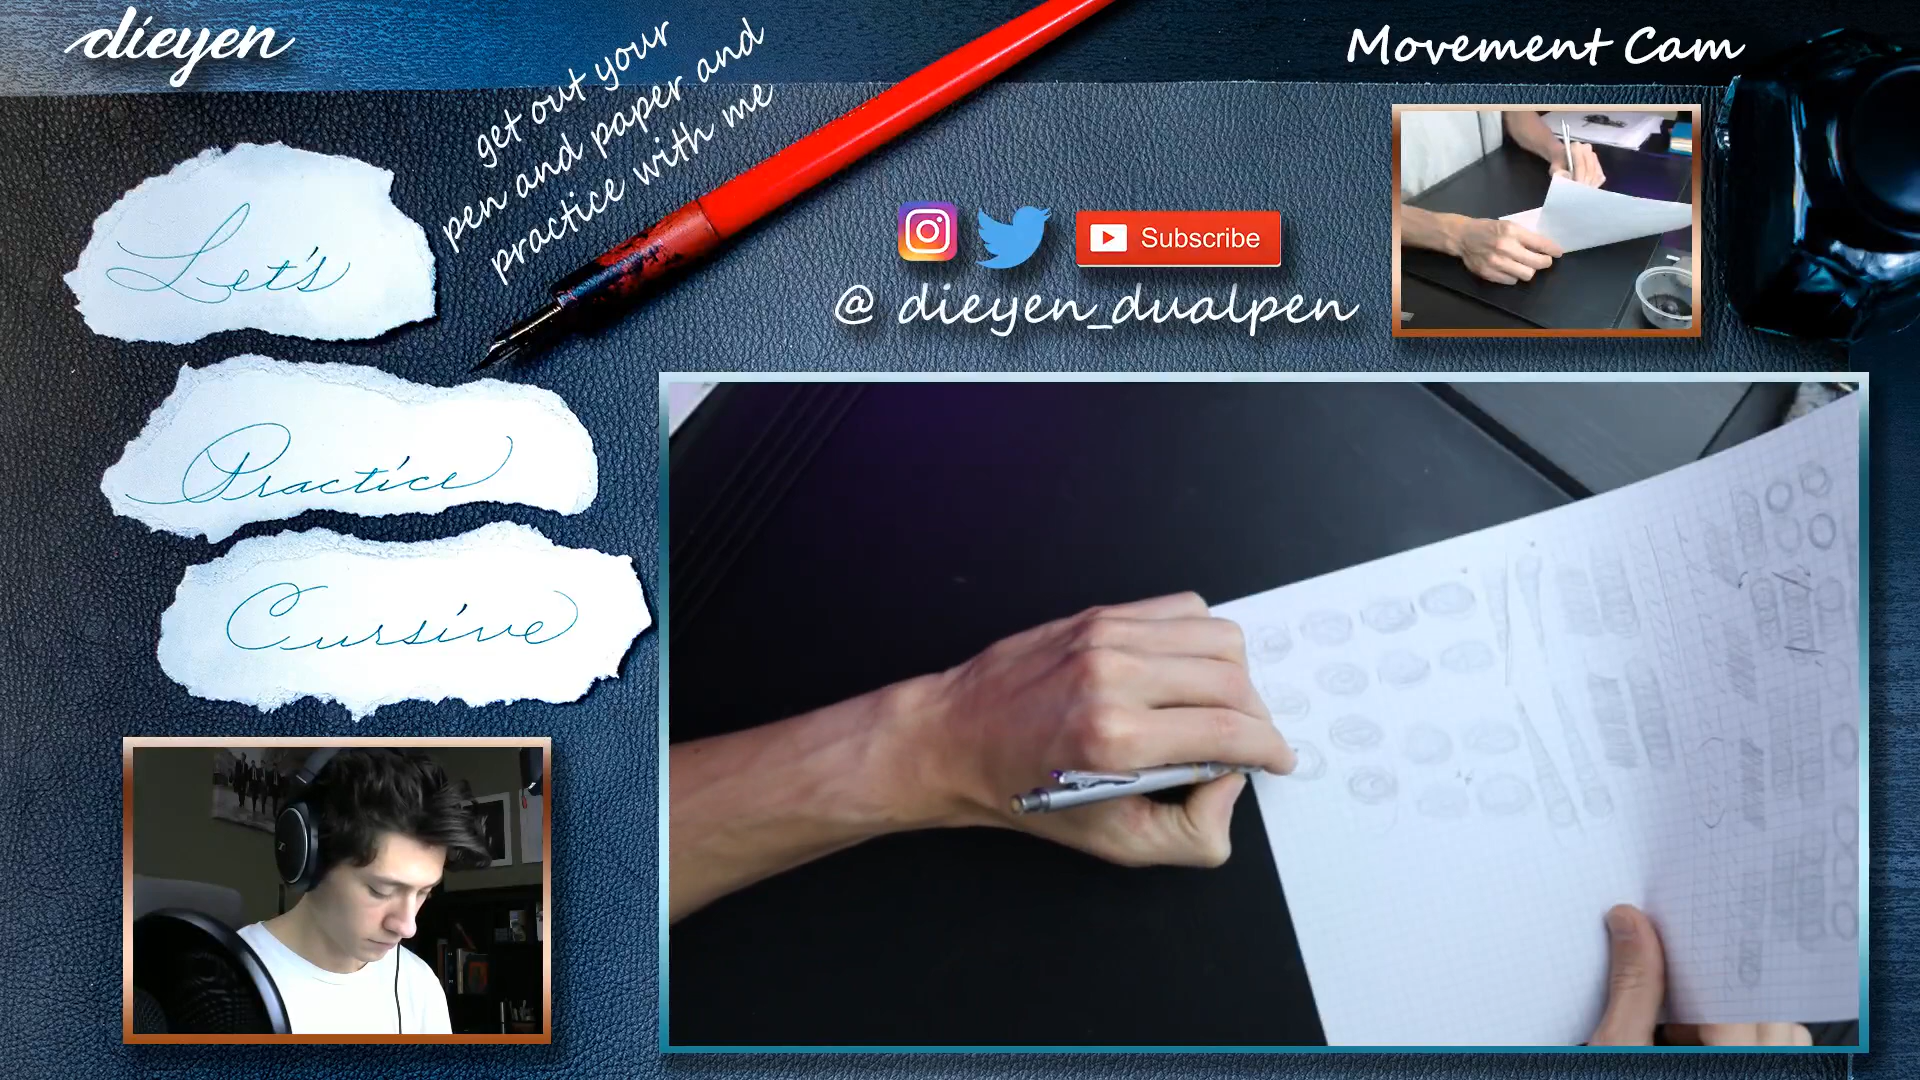 dieyen
get out your
pen and paper and
practice with me
Movement Cam
Let's
Practice
Cursive
Subscribe
@ dieyen_dualpen